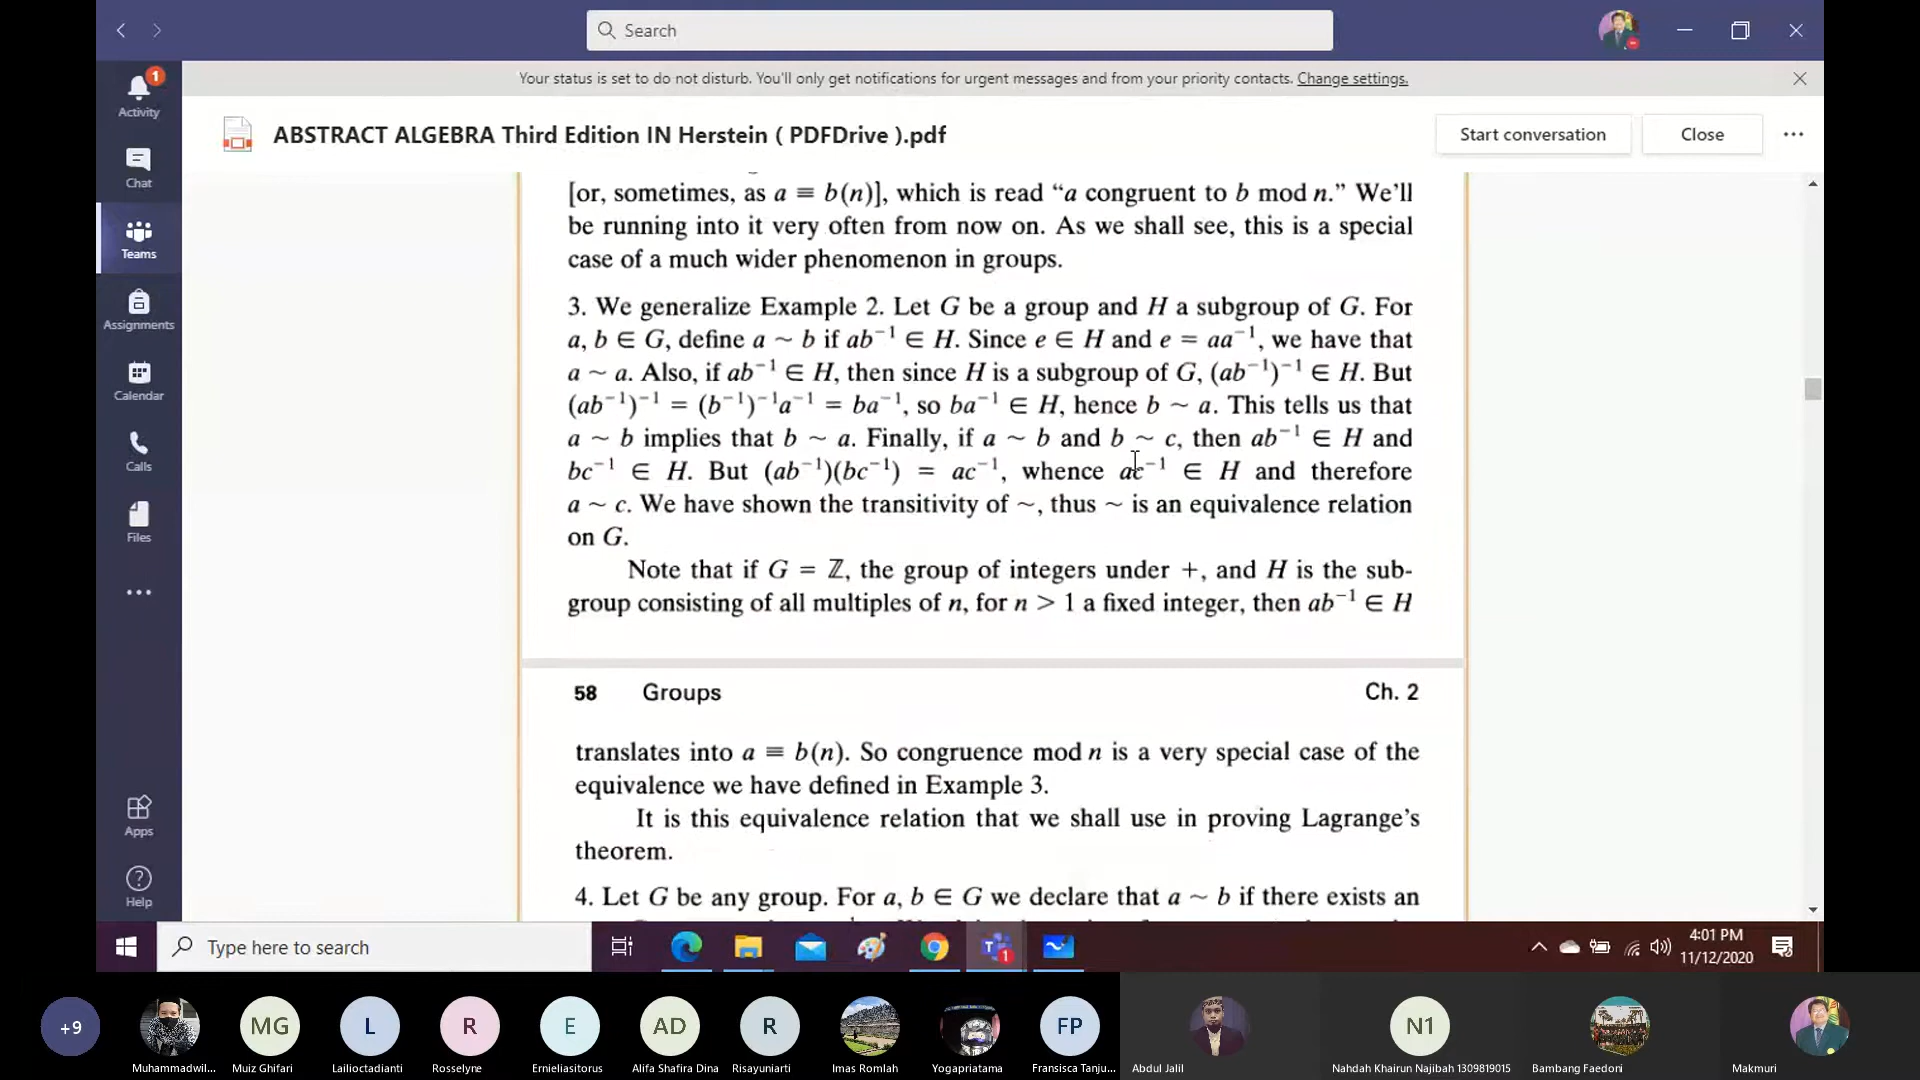 Search
Your status is set to do not disturb. You'll only get notifications for urgent messages and from your priority contacts. Change settings.
1
Activity
Chat
Teams
Assignments
Calendar
Calls
Files
Apps
Help
ABSTRACT ALGEBRA Third Edition IN Herstein ( PDFDrive ).pdf
Start conversation
Close
[or, sometimes, as a ≡ b(n)], which is read “a congruent to b mod n.” We’ll
be running into it very often from now on. As we shall see, this is a special
case of a much wider phenomenon in groups.
3. We generalize Example 2. Let G be a group and H a subgroup of G. For
a, b ∈ G, define a ~ b if ab⁻¹ ∈ H. Since e ∈ H and e = aa⁻¹, we have that
a ~ a. Also, if ab⁻¹ ∈ H, then since H is a subgroup of G, (ab⁻¹)⁻¹ ∈ H. But
(ab⁻¹)⁻¹ = (b⁻¹)⁻¹a⁻¹ = ba⁻¹, so ba⁻¹ ∈ H, hence b ~ a. This tells us that
a ~ b implies that b ~ a. Finally, if a ~ b and b ~ c, then ab⁻¹ ∈ H and
bc⁻¹ ∈ H. But (ab⁻¹)(bc⁻¹) = ac⁻¹, whence ac⁻¹ ∈ H and therefore
a ~ c. We have shown the transitivity of ~, thus ~ is an equivalence relation
on G.
Note that if G = ℤ, the group of integers under +, and H is the sub-
group consisting of all multiples of n, for n > 1 a fixed integer, then ab⁻¹ ∈ H
58 Groups Ch. 2
translates into a ≡ b(n). So congruence mod n is a very special case of the
equivalence we have defined in Example 3.
It is this equivalence relation that we shall use in proving Lagrange’s
theorem.
4. Let G be any group. For a, b ∈ G we declare that a ~ b if there exists an
Type here to search
1
4:01 PM
11/12/2020
+9
MG
L
R
E
AD
R
FP
N1
Muhammadwil...
Muiz Ghifari
Lailioctadianti
Rosselyne
Ernieliasitorus
Alifa Shafira Dina
Risayuniarti
Imas Romlah
Yogapriatama
Fransisca Tanju...
Abdul Jalil
Nahdah Khairun Najibah 1309819015
Bambang Faedoni
Makmuri